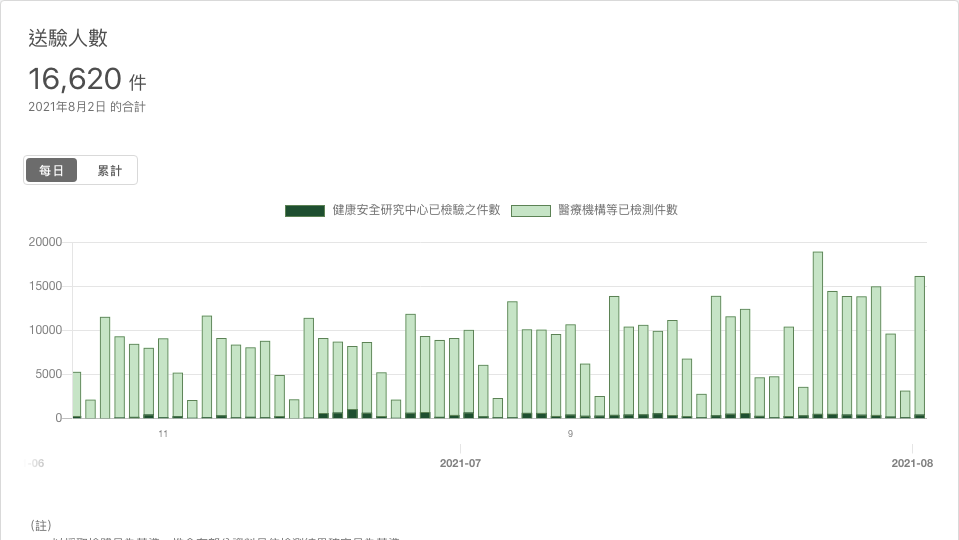 送驗人數
16,620 件
2021年8月2日 的合計
每日 累計
健康安全研究中心已檢驗之件數 醫療機構等已檢測件數
20000
15000
10000
5000
0
11 9
-06 2021-07 2021-08
(註)